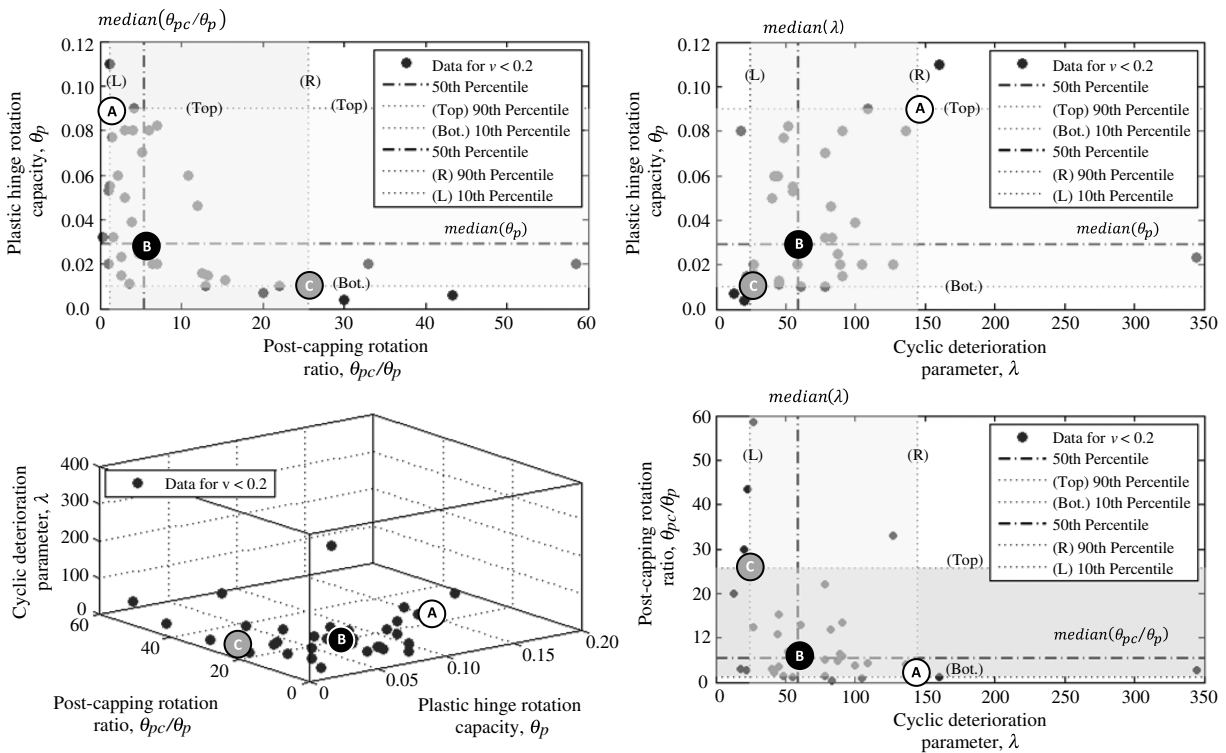 median(θpc/θp)
0.12
0.10
0.08
0.06
0.04
0.02
0.0
Plastic hinge rotation
capacity, θp
(L)
(R)
(Top)
(Top)
(Bot.)
A
B
C
median(θp)
Data for v < 0.2
50th Percentile
(Top) 90th Percentile
(Bot.) 10th Percentile
50th Percentile
(R) 90th Percentile
(L) 10th Percentile
0 10 20 30 40 50 60
Post-capping rotation
ratio, θpc/θp
median(λ)
0.12
0.10
0.08
0.06
0.04
0.02
0.0
Plastic hinge rotation
capacity, θp
(L)
(R)
(Top)
(Bot.)
A
B
C
median(θp)
Data for v < 0.2
50th Percentile
(Top) 90th Percentile
(Bot.) 10th Percentile
50th Percentile
(R) 90th Percentile
(L) 10th Percentile
0 50 100 150 200 250 300 350
Cyclic deterioration
parameter, λ
400
300
200
100
0
Cyclic deterioration
parameter, λ
Data for v < 0.2
A
B
C
60
40
20
0
0
0.05
0.10
0.15
0.20
Post-capping rotation
ratio, θpc/θp
Plastic hinge rotation
capacity, θp
median(λ)
60
50
40
30
20
12
0
Post-capping rotation
ratio, θpc/θp
(L)
(R)
(Top)
(Bot.)
C
B
A
median(θpc/θp)
Data for v < 0.2
50th Percentile
(Top) 90th Percentile
(Bot.) 10th Percentile
50th Percentile
(R) 90th Percentile
(L) 10th Percentile
0 50 100 150 200 250 300 350
Cyclic deterioration
parameter, λ